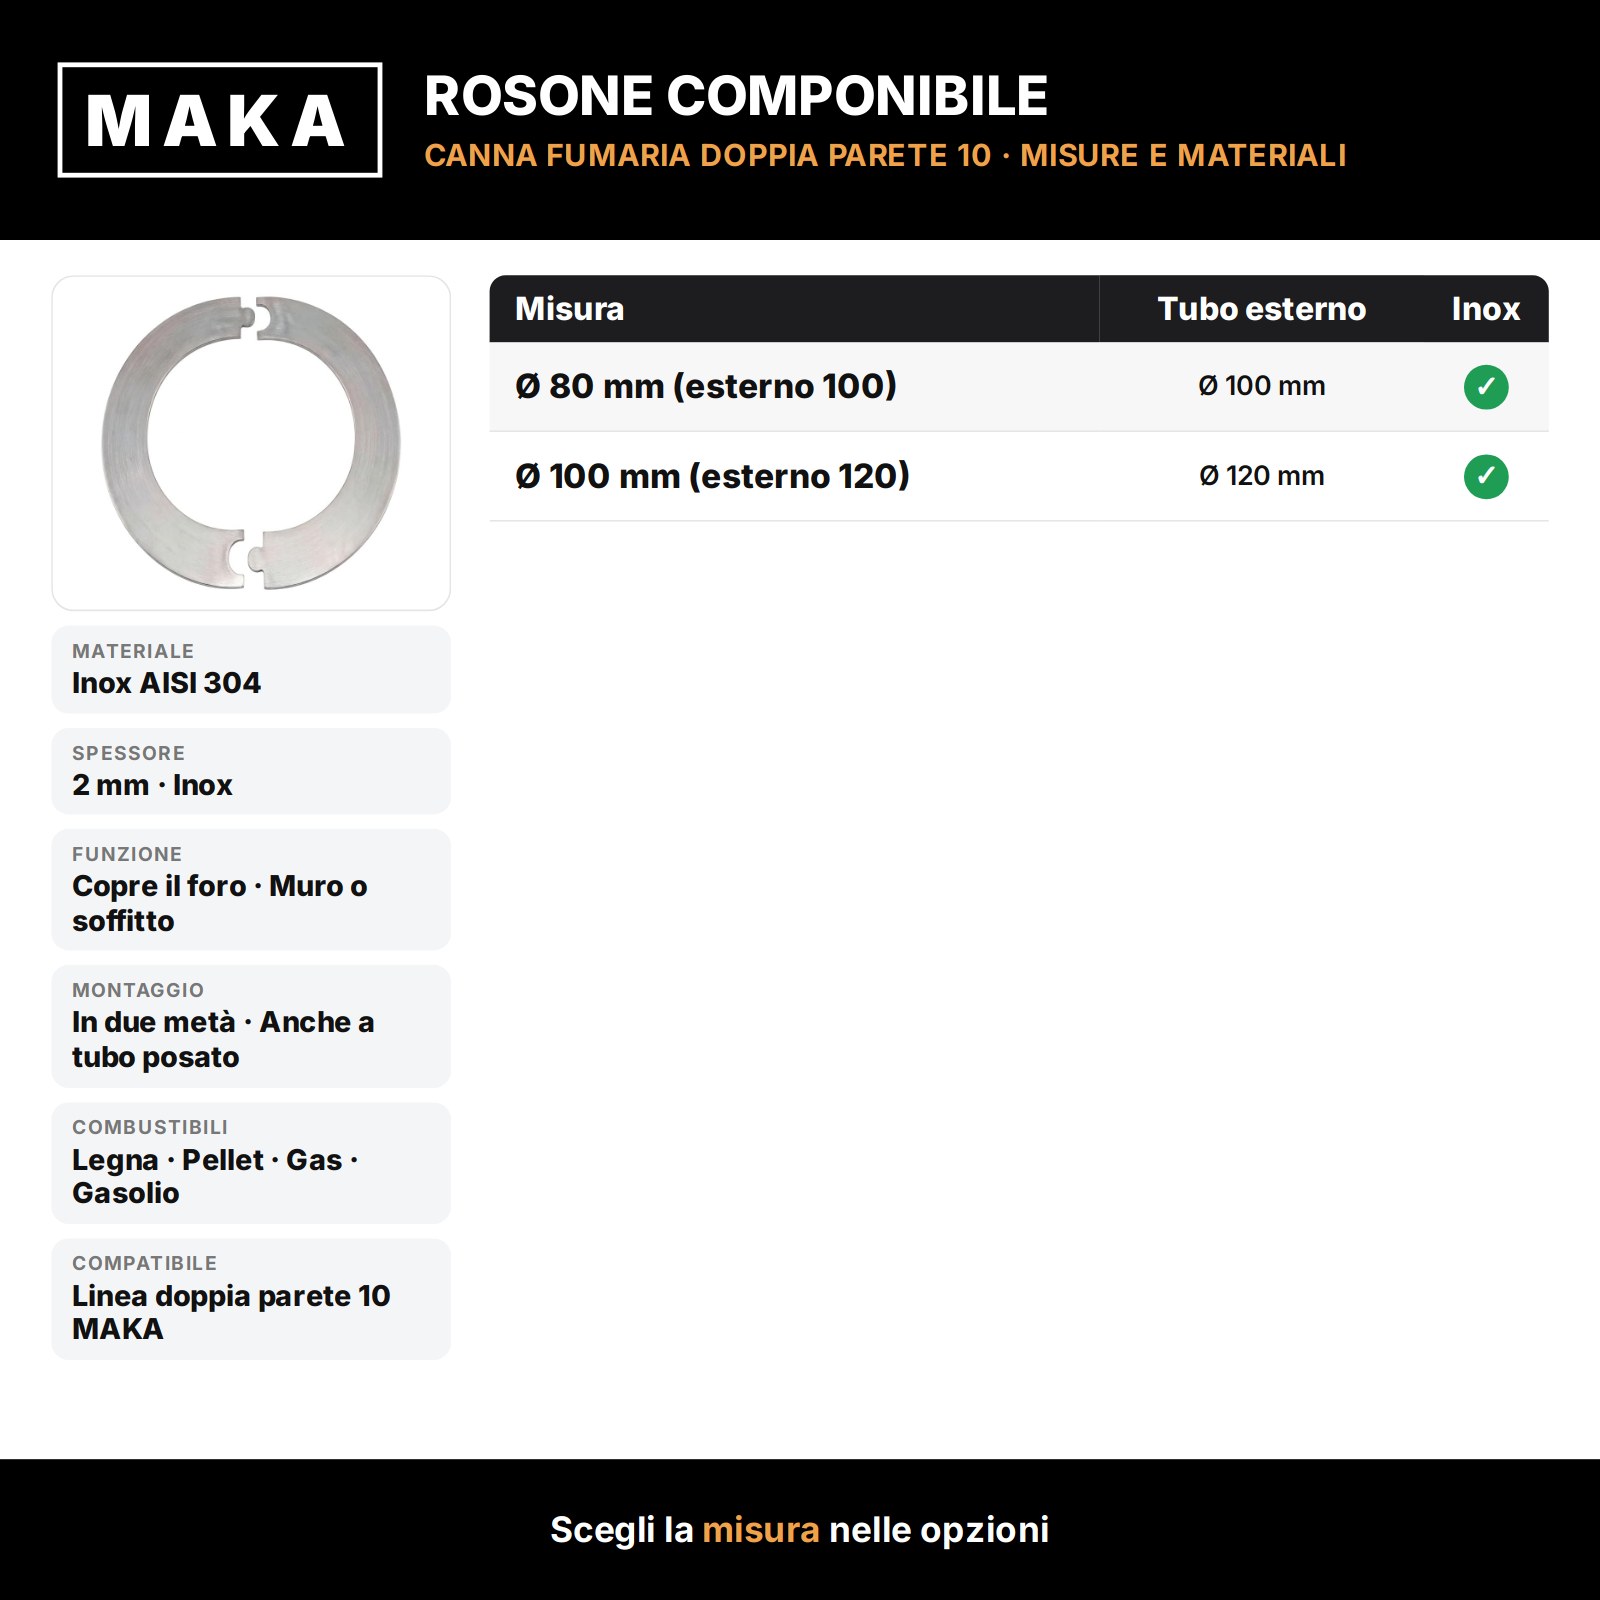 MAKA
ROSONE COMPONIBILE
CANNA FUMARIA DOPPIA PARETE 10 · MISURE E MATERIALI
Misura Tubo esterno Inox
Ø 80 mm (esterno 100) Ø 100 mm ✓
Ø 100 mm (esterno 120) Ø 120 mm ✓
MATERIALE
Inox AISI 304
SPESSORE
2 mm · Inox
FUNZIONE
Copre il foro · Muro o
soffitto
MONTAGGIO
In due metà · Anche a
tubo posato
COMBUSTIBILI
Legna · Pellet · Gas ·
Gasolio
COMPATIBILE
Linea doppia parete 10
MAKA
Scegli la misura nelle opzioni